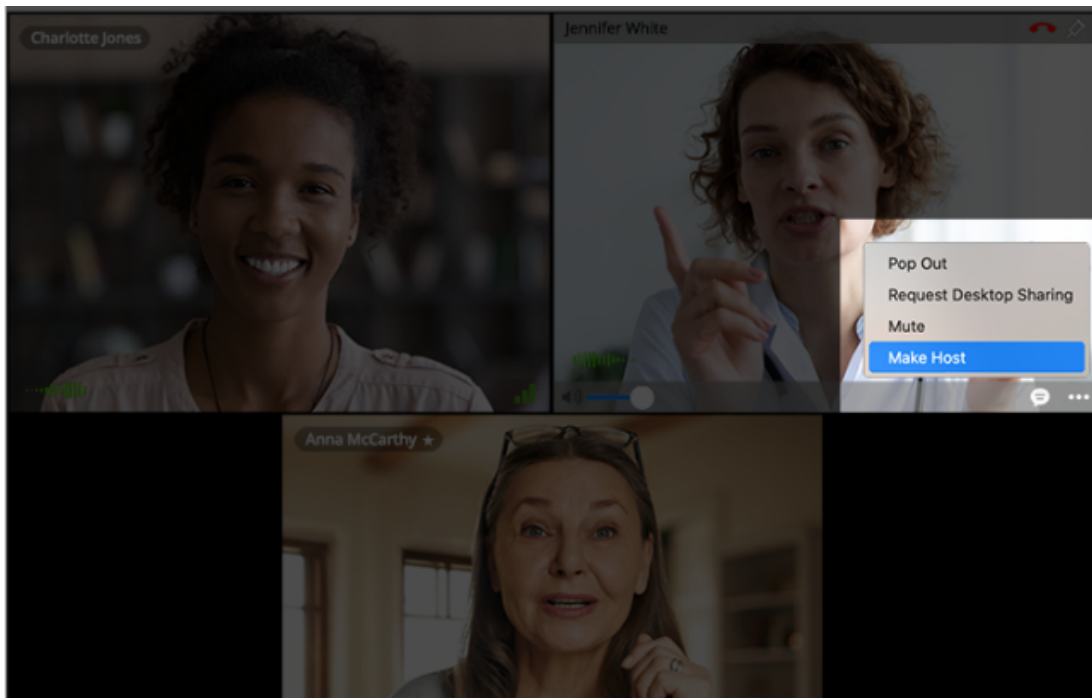 Charlotte Jones
Jennifer White
Pop Out
Request Desktop Sharing
Mute
Make Host
Anna McCarthy ★